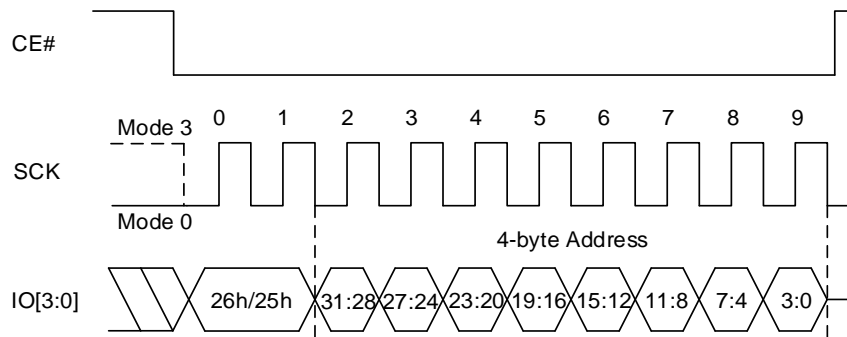 CE#
0 1 2 3 4 5 6 7 8 9
Mode 3
SCK
Mode 0
4-byte Address
IO[3:0] 26h/25h 31:28 27:24 23:20 19:16 15:12 11:8 7:4 3:0